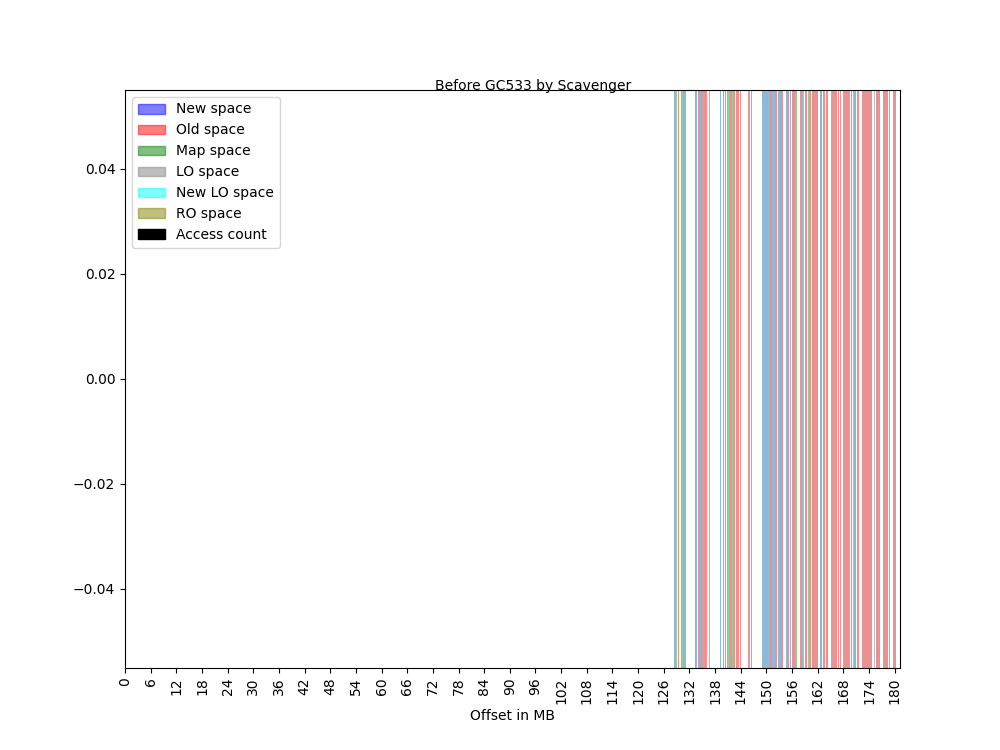 Before GC533 by Scavenger
New space
Old space
Map space
LO space
New LO space
RO space
Access count
0.04
0.02
0.00
−0.02
−0.04
0 6 12 18 24 30 36 42 48 54 60 66 72 78 84 90 96 102 108 114 120 126 132 138 144 150 156 162 168 174 180
Offset in MB